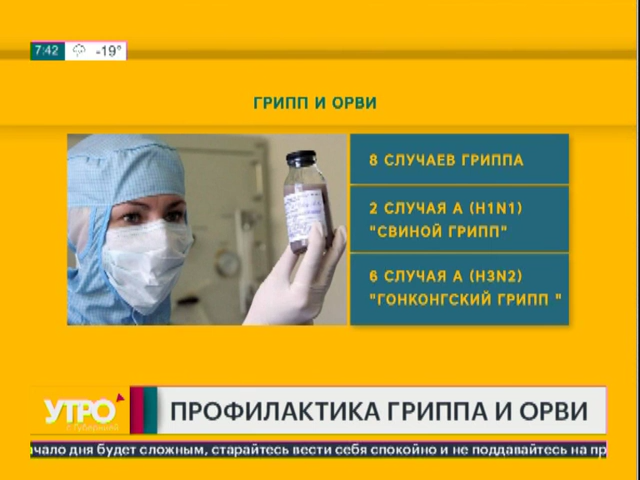 7:42 -19°
ГРИПП И ОРВИ
8 СЛУЧАЕВ ГРИППА
2 СЛУЧАЯ А (H1N1)
"СВИНОЙ ГРИПП"
6 СЛУЧАЯ А (H3N2)
"ГОНКОНГСКИЙ ГРИПП "
УТРО
ПРОФИЛАКТИКА ГРИППА И ОРВИ
чало дня будет сложным, старайтесь вести себя спокойно и не поддавайтесь на пр